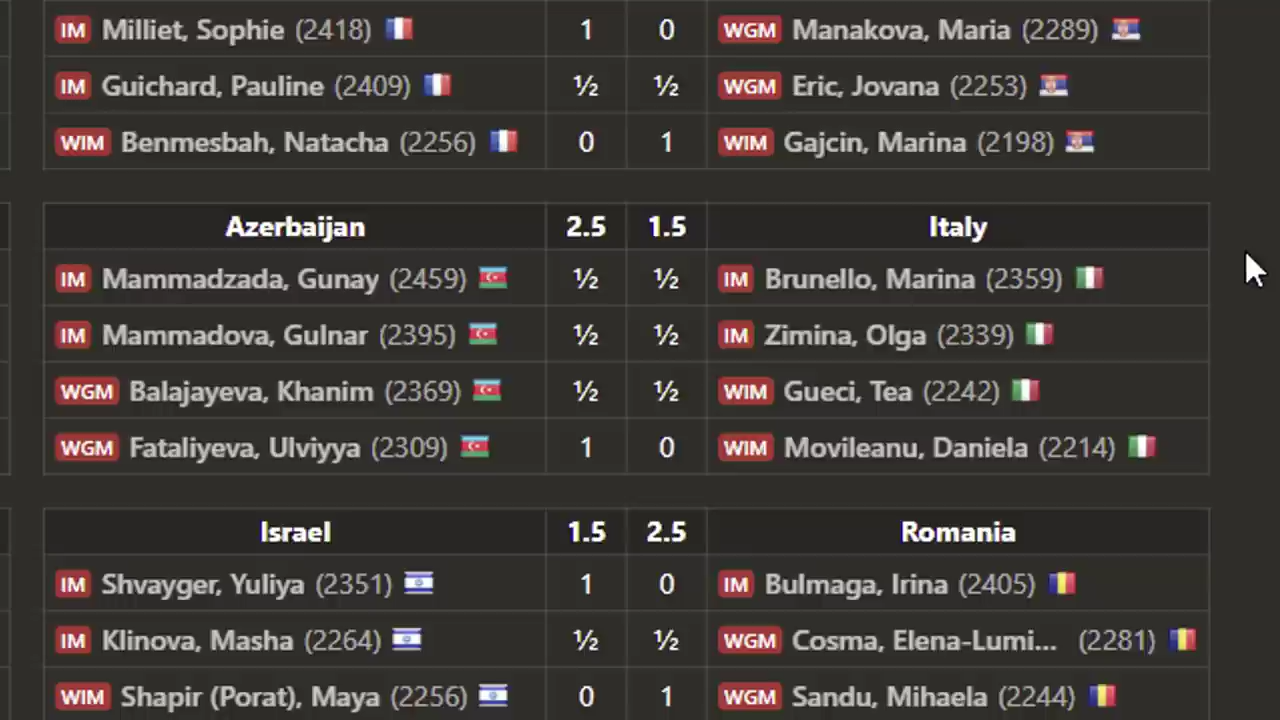 IM Milliet, Sophie (2418) 1 0 WGM Manakova, Maria (2289)
IM Guichard, Pauline (2409) ½ ½ WGM Eric, Jovana (2253)
WIM Benmesbah, Natacha (2256) 0 1 WIM Gajcin, Marina (2198)
Azerbaijan 2.5 1.5 Italy
IM Mammadzada, Gunay (2459) ½ ½ IM Brunello, Marina (2359)
IM Mammadova, Gulnar (2395) ½ ½ IM Zimina, Olga (2339)
WGM Balajayeva, Khanim (2369) ½ ½ WIM Gueci, Tea (2242)
WGM Fataliyeva, Ulviyya (2309) 1 0 WIM Movileanu, Daniela (2214)
Israel 1.5 2.5 Romania
IM Shvayger, Yuliya (2351) 1 0 IM Bulmaga, Irina (2405)
IM Klinova, Masha (2264) ½ ½ WGM Cosma, Elena-Lumi... (2281)
WIM Shapir (Porat), Maya (2256) 0 1 WGM Sandu, Mihaela (2244)